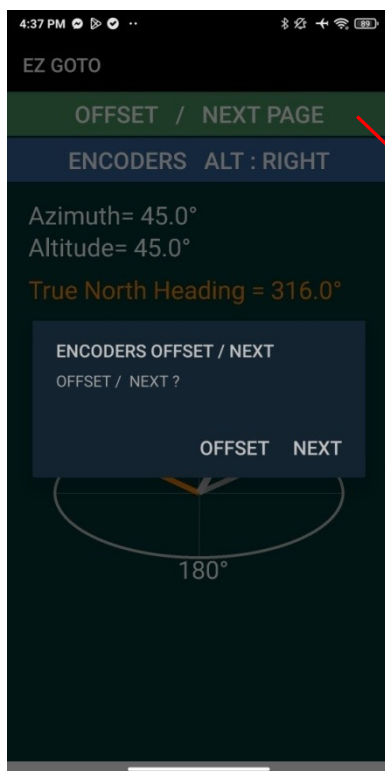 4:37 PM
89
EZ GOTO
OFFSET / NEXT PAGE
ENCODERS ALT : RIGHT
Azimuth= 45.0°
Altitude= 45.0°
True North Heading = 316.0°
ENCODERS OFFSET / NEXT
OFFSET / NEXT ?
OFFSET NEXT
180°